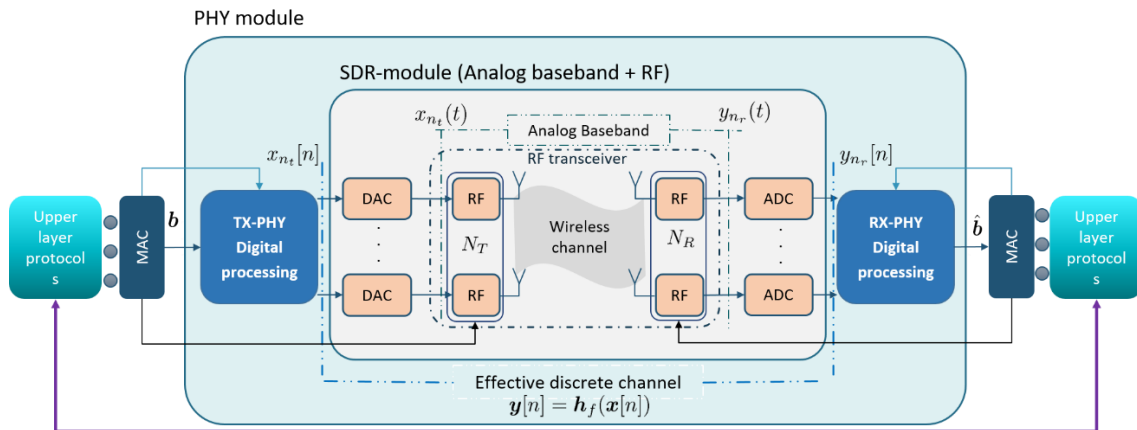 PHY module
SDR-module (Analog baseband + RF)
x_{n_t}(t)
y_{n_r}(t)
Analog Baseband
x_{n_t}[n]
RF transceiver
y_{n_r}[n]
Upper
layer
protocol
s
MAC
b
TX-PHY
Digital
processing
DAC
RF
N_T
DAC
RF
Wireless
channel
RF
N_R
RF
ADC
ADC
RX-PHY
Digital
processing
b̂
MAC
Upper
layer
protocol
s
Effective discrete channel
y[n] = h_f(x[n])